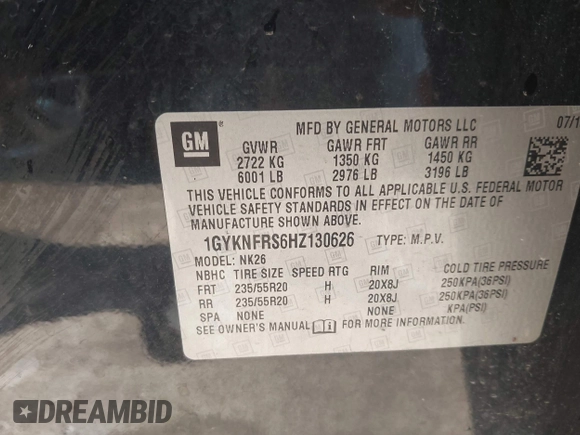 MFD BY GENERAL MOTORS LLC 07/1
GM
GVWR GAWR FRT GAWR RR
2722 KG 1350 KG 1450 KG
6001 LB 2976 LB 3196 LB
THIS VEHICLE CONFORMS TO ALL APPLICABLE U.S. FEDERAL MOTOR
VEHICLE SAFETY STANDARDS IN EFFECT ON THE DATE OF
MANUFACTURE SHOWN ABOVE.
1GYKNFRS6HZ130626 TYPE: M.P.V.
MODEL: NK26
NBHC TIRE SIZE SPEED RTG RIM COLD TIRE PRESSURE
FRT 235/55R20 H 20X8J 250KPA(36PSI)
RR 235/55R20 H 20X8J 250KPA(36PSI)
SPA NONE NONE KPA(PSI)
SEE OWNER'S MANUAL FOR MORE INFORMATION.
DREAMBID